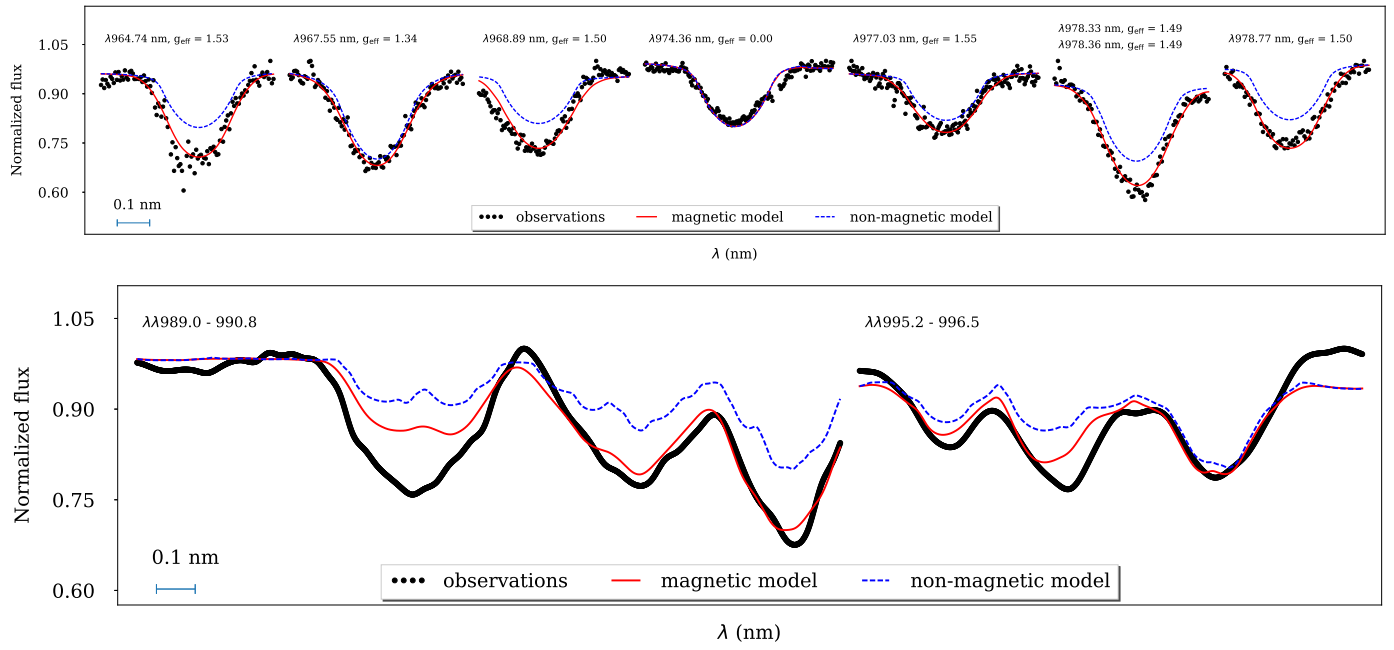 λ964.74 nm, g_eff = 1.53
λ967.55 nm, g_eff = 1.34
λ968.89 nm, g_eff = 1.50
λ974.36 nm, g_eff = 0.00
λ977.03 nm, g_eff = 1.55
λ978.33 nm, g_eff = 1.49
λ978.36 nm, g_eff = 1.49
λ978.77 nm, g_eff = 1.50
Normalized flux
1.05
0.90
0.75
0.60
0.1 nm
observations
magnetic model
non-magnetic model
λ (nm)
λλ989.0 - 990.8
λλ995.2 - 996.5
Normalized flux
1.05
0.90
0.75
0.60
0.1 nm
observations
magnetic model
non-magnetic model
λ (nm)